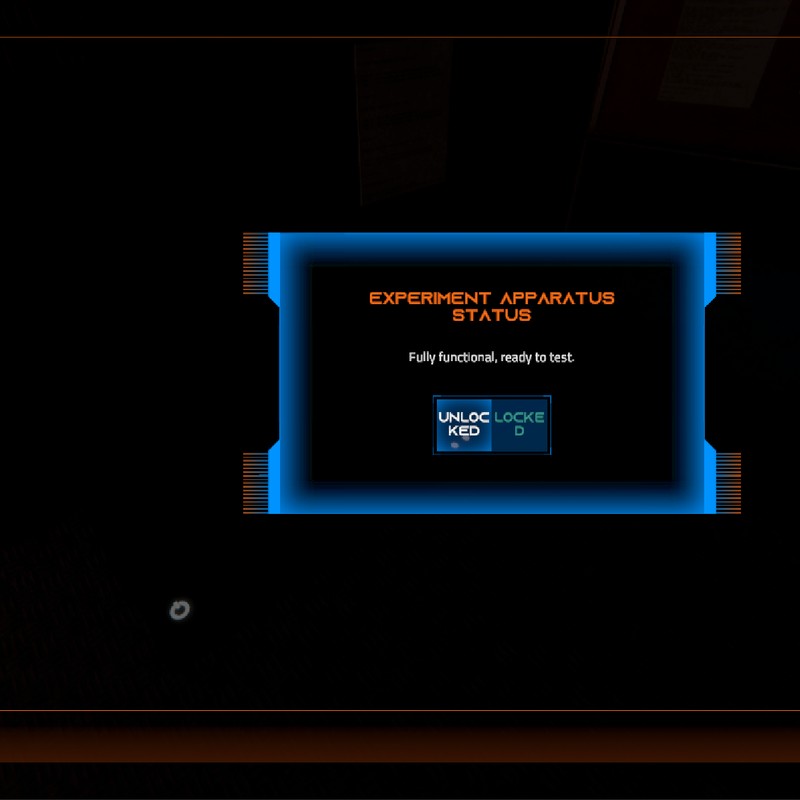 EXPERIMENT APPARATUS
STATUS
Fully functional, ready to test.
UNLOC
KED
LOCKE
D